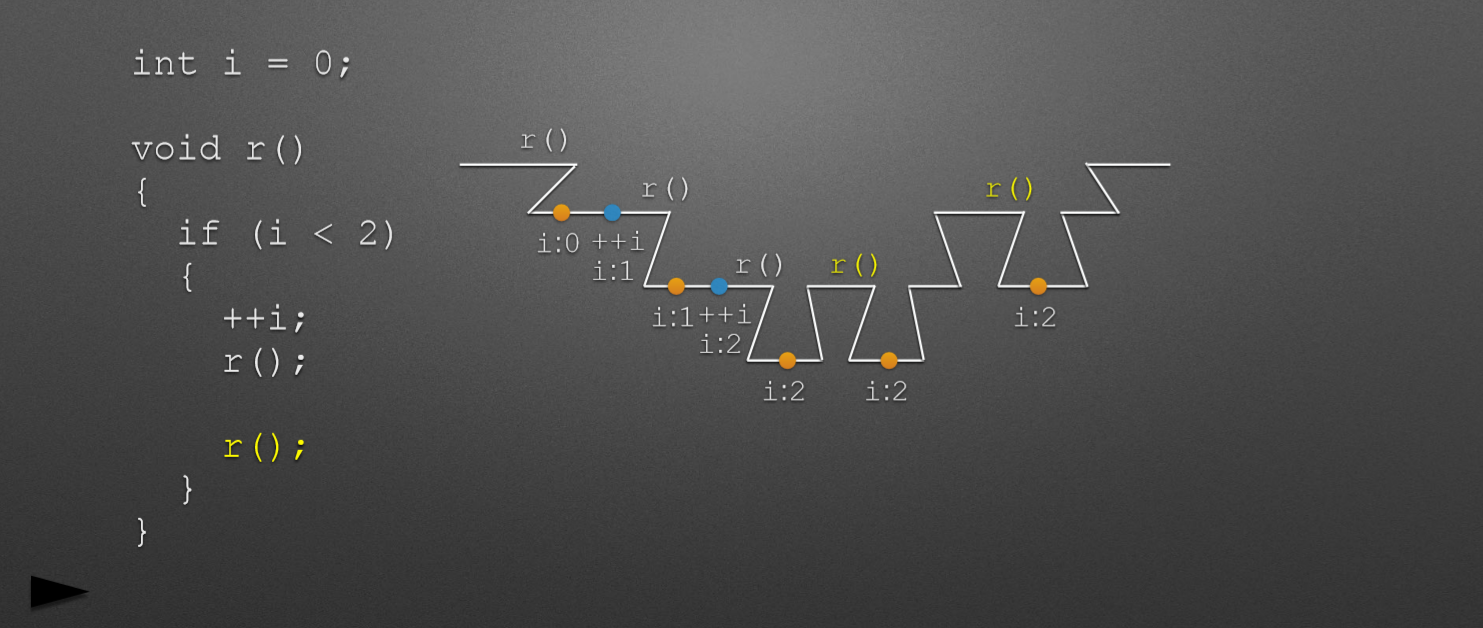 int i = 0;
void r()
{
if (i < 2)
{
++i;
r();
r();
}
}
r()
r()
r()
i:0 ++i
i:1
r()
r()
i:1 ++i
i:2
i:2
i:2
i:2